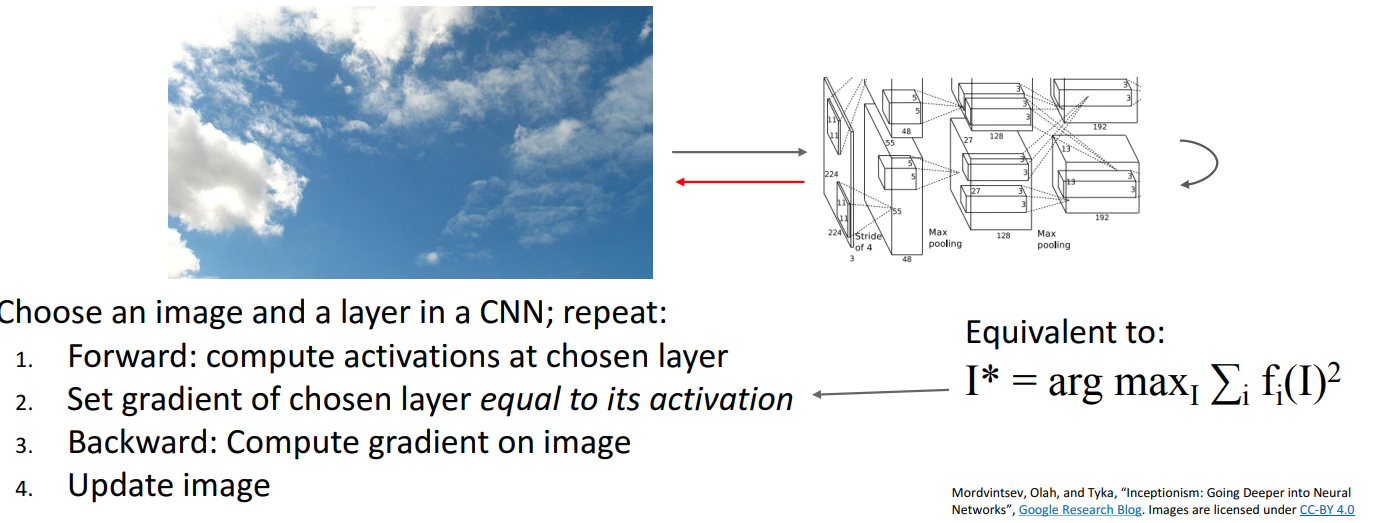 11
11
224
11
11
224
3
Stride
of 4
5
5
48
55
5
5
55
48
Max
pooling
3
3
128
27
3
3
27
3
3
128
Max
pooling
3
3
192
13
13
3
3
192
Choose an image and a layer in a CNN; repeat:
1. Forward: compute activations at chosen layer
2. Set gradient of chosen layer equal to its activation
3. Backward: Compute gradient on image
4. Update image
Equivalent to:
I* = arg max_I ∑_i f_i(I)²
Mordvintsev, Olah, and Tyka, “Inceptionism: Going Deeper into Neural
Networks”, Google Research Blog. Images are licensed under CC-BY 4.0